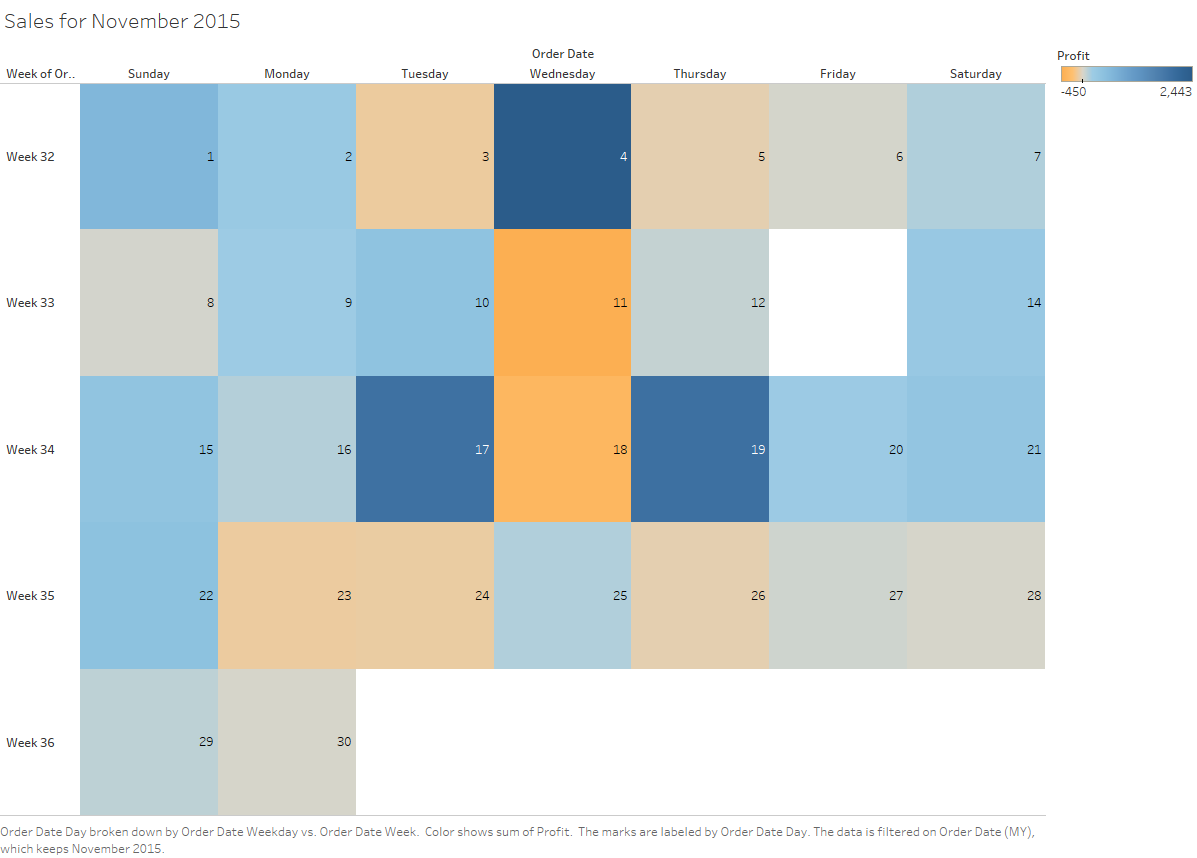 Sales for November 2015
Order Date
Profit
Week of Or.. Sunday Monday Tuesday Wednesday Thursday Friday Saturday
-450 2,443
Week 32 1 2 3 4 5 6 7
Week 33 8 9 10 11 12 14
Week 34 15 16 17 18 19 20 21
Week 35 22 23 24 25 26 27 28
Week 36 29 30
Order Date Day broken down by Order Date Weekday vs. Order Date Week. Color shows sum of Profit. The marks are labeled by Order Date Day. The data is filtered on Order Date (MY),
which keeps November 2015.